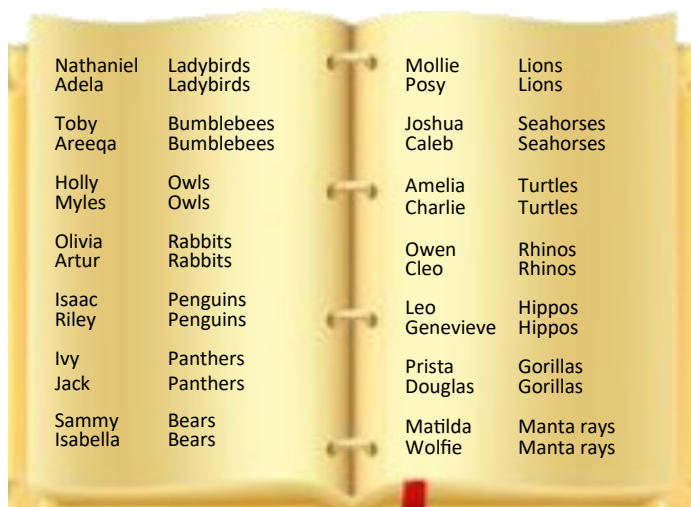 Nathaniel Ladybirds
Adela Ladybirds
Toby Bumblebees
Areeqa Bumblebees
Holly Owls
Myles Owls
Olivia Rabbits
Artur Rabbits
Isaac Penguins
Riley Penguins
Ivy Panthers
Jack Panthers
Sammy Bears
Isabella Bears
Mollie Lions
Posy Lions
Joshua Seahorses
Caleb Seahorses
Amelia Turtles
Charlie Turtles
Owen Rhinos
Cleo Rhinos
Leo Hippos
Genevieve Hippos
Prista Gorillas
Douglas Gorillas
Matilda Manta rays
Wolfie Manta rays